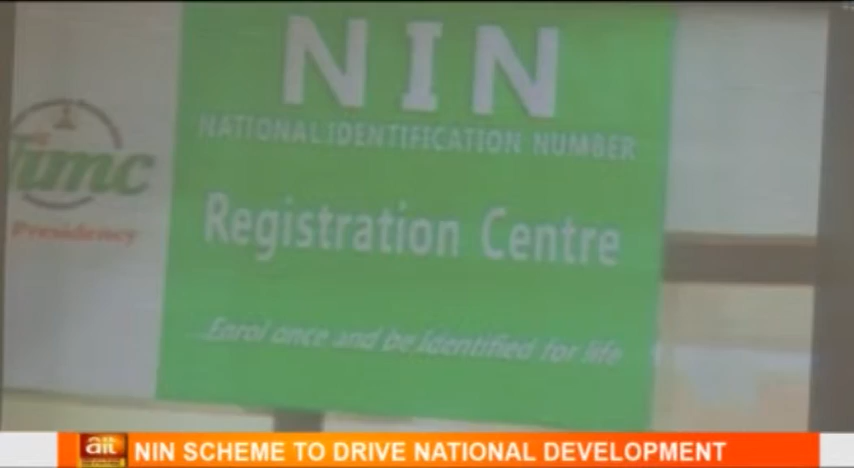 NIN
NATIONAL IDENTIFICATION NUMBER
nimc
Presidency
Registration Centre
...Enrol once and be identified for life
ait
NIN SCHEME TO DRIVE NATIONAL DEVELOPMENT